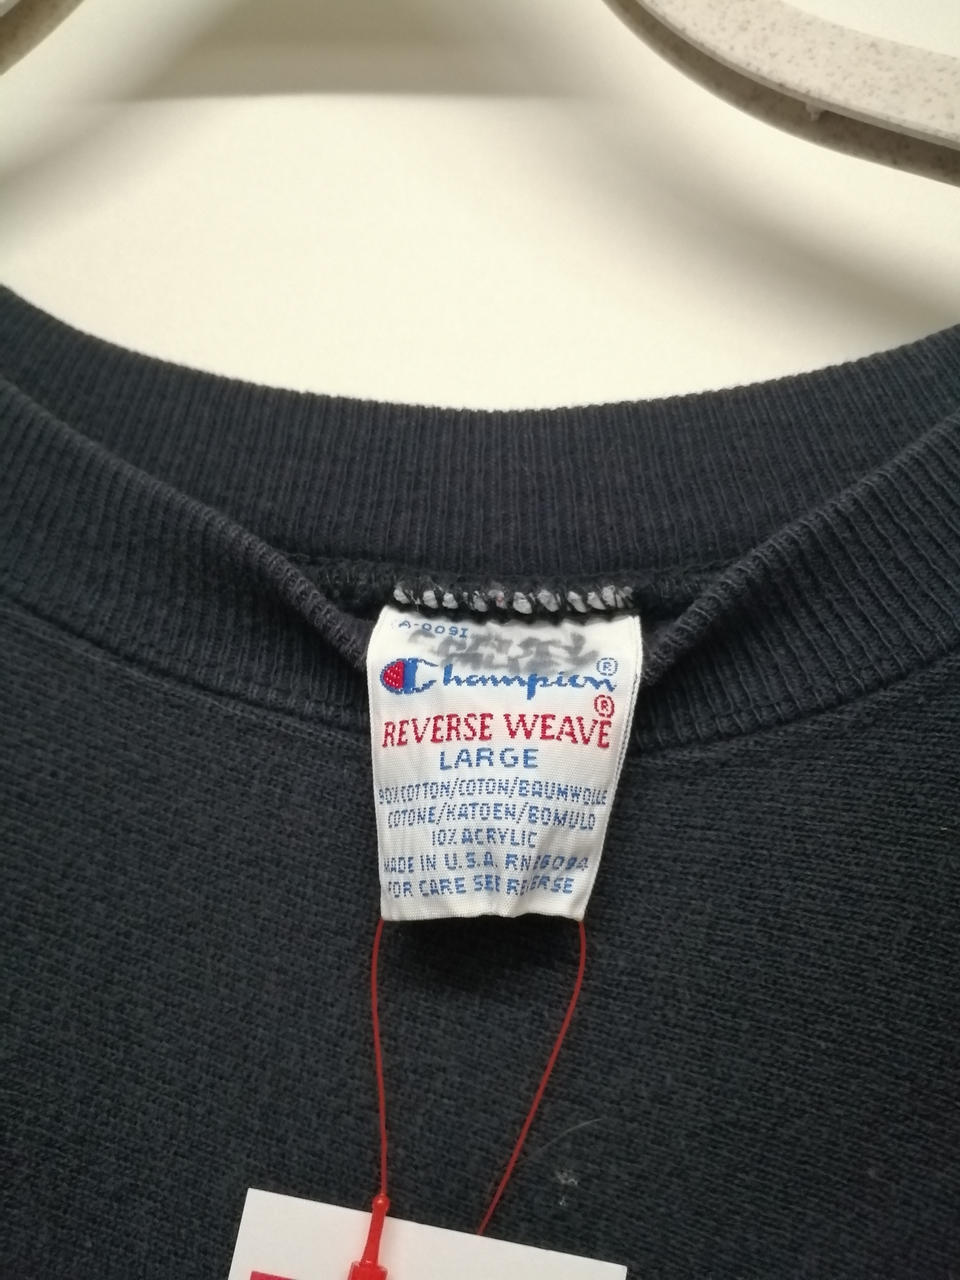 A-0091
Champion®
REVERSE WEAVE®
LARGE
90%COTTON/COTON/BAUMWOLLE
COTONE/KATOEN/BOMULD
10% ACRYLIC
MADE IN U.S.A. RN26094
FOR CARE SEE REVERSE